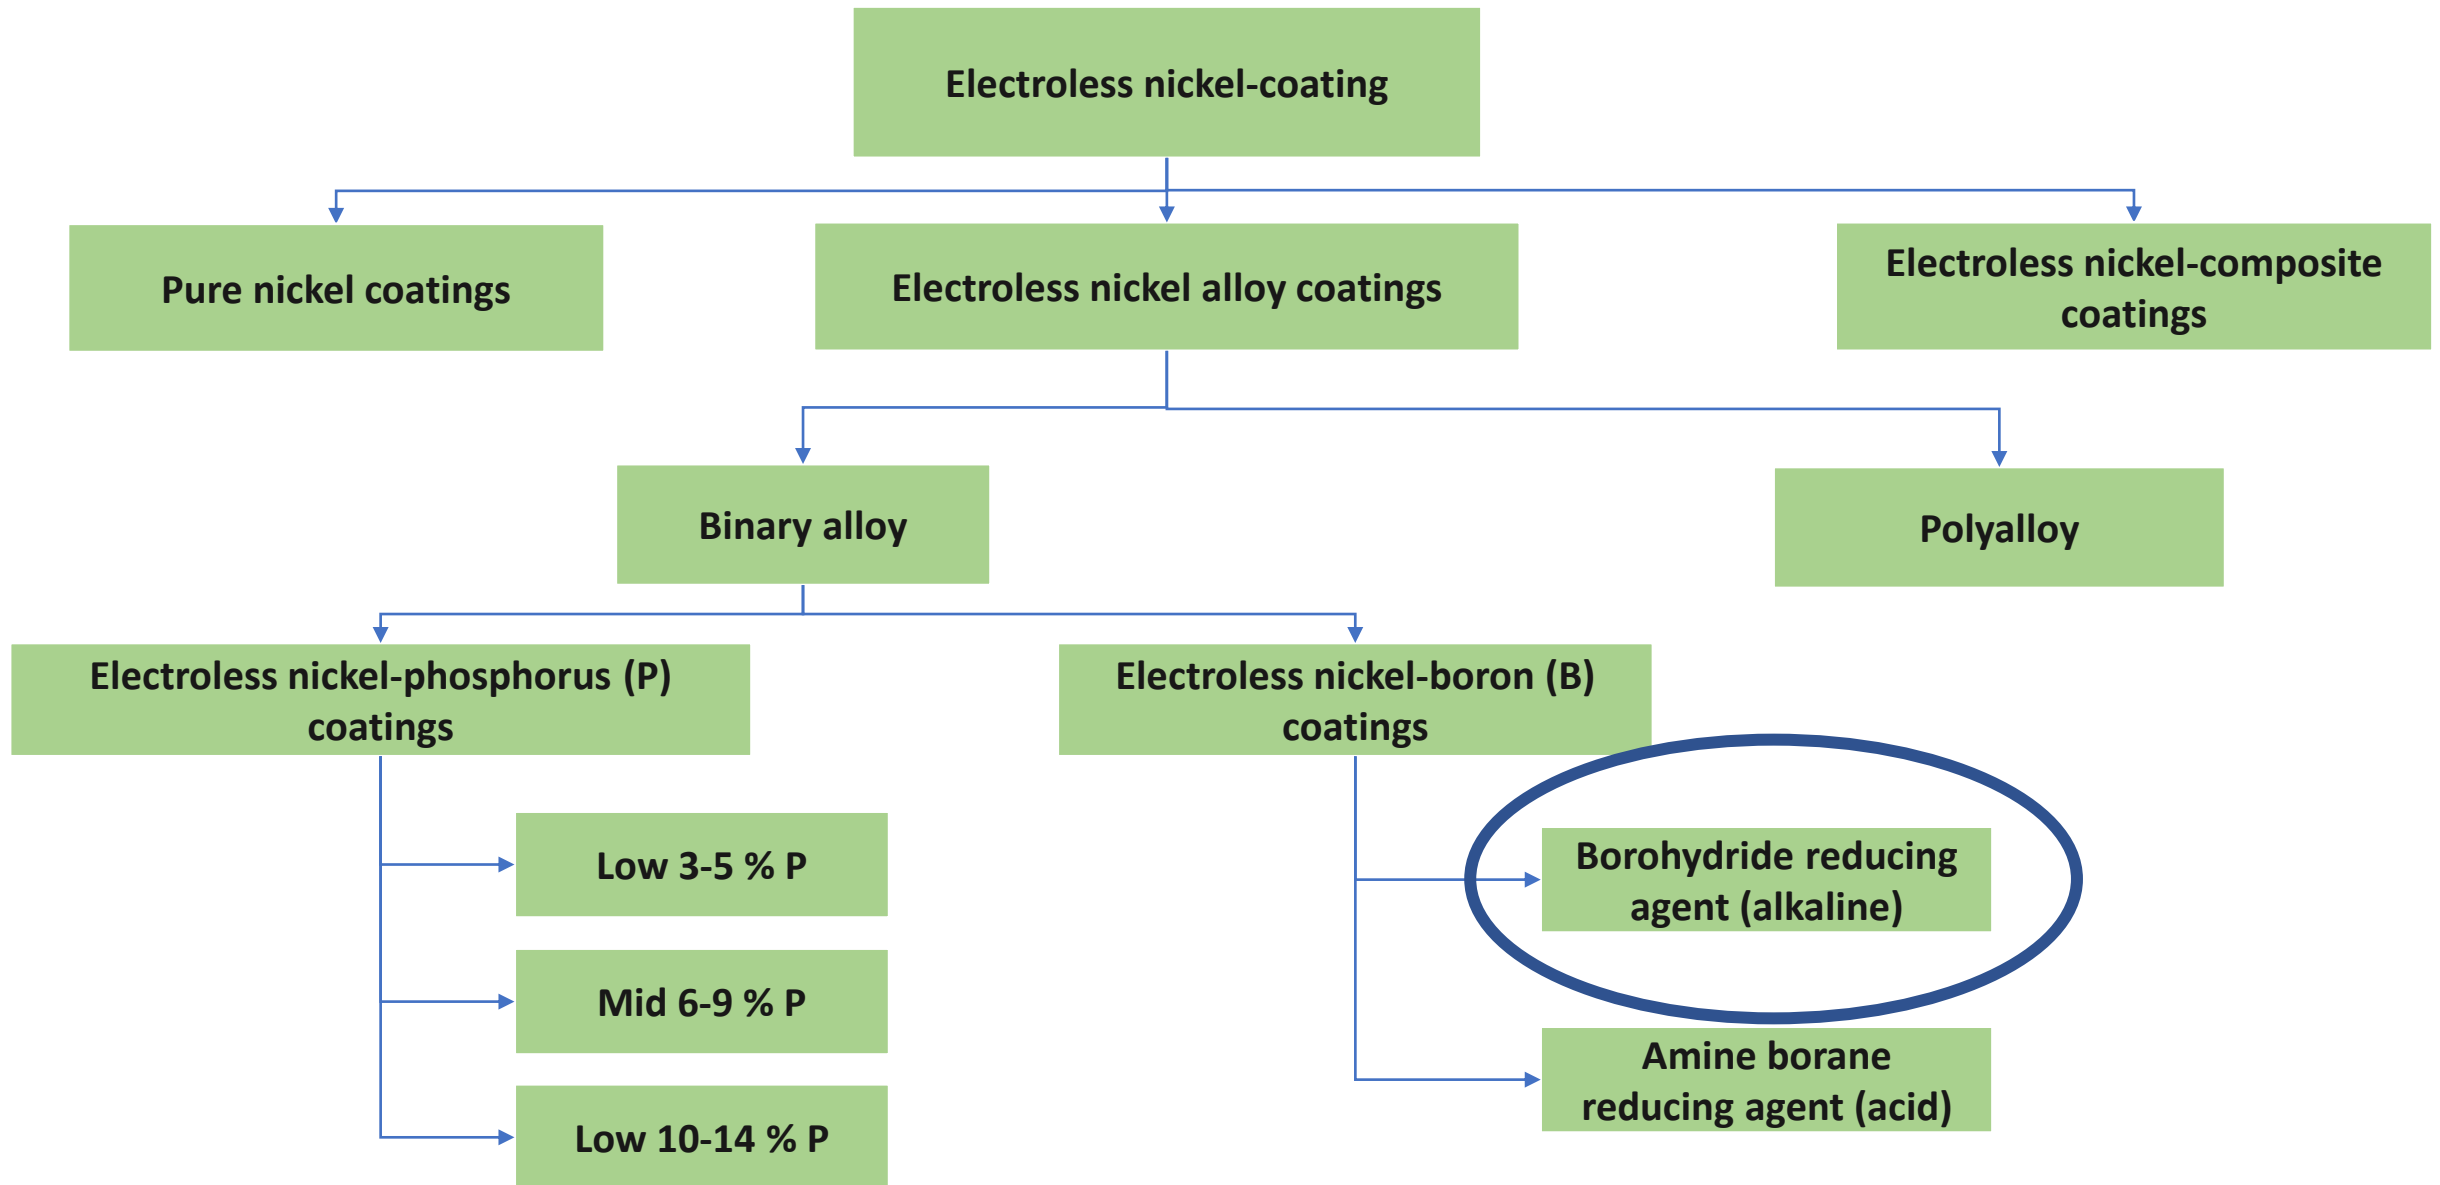 Electroless nickel-coating
Pure nickel coatings
Electroless nickel alloy coatings
Electroless nickel-composite
coatings
Binary alloy
Polyalloy
Electroless nickel-phosphorus (P)
coatings
Electroless nickel-boron (B)
coatings
Low 3-5 % P
Mid 6-9 % P
Low 10-14 % P
Borohydride reducing
agent (alkaline)
Amine borane
reducing agent (acid)